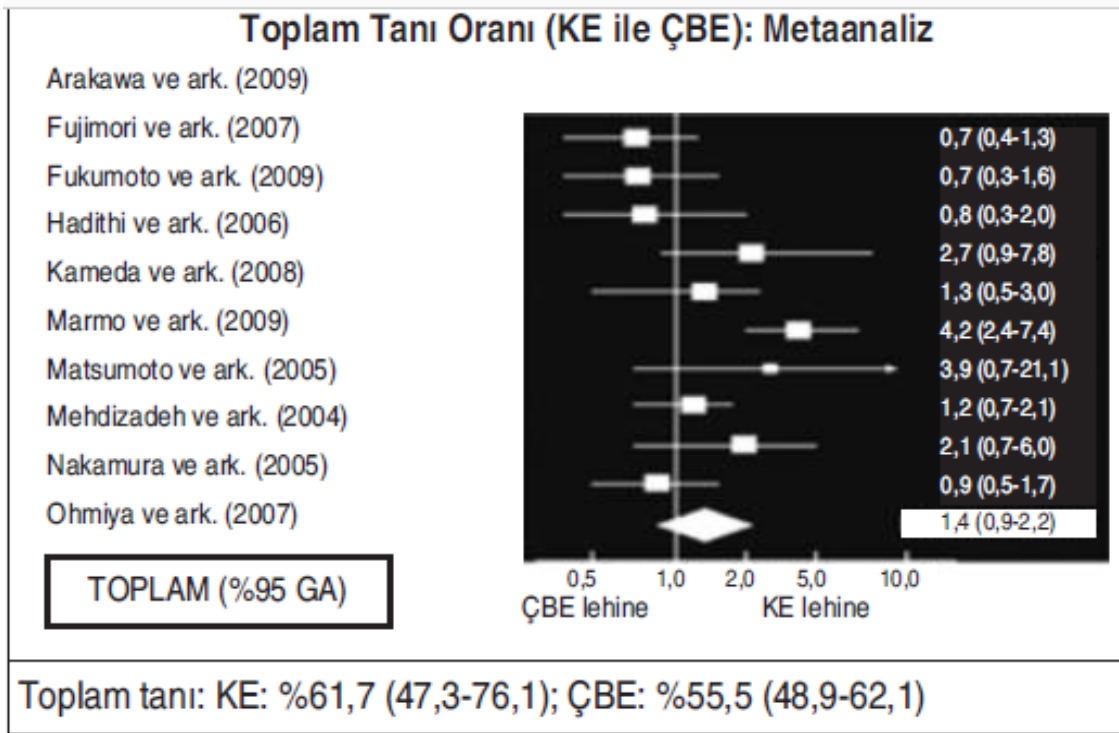 Toplam Tanı Oranı (KE ile ÇBE): Metaanaliz
Arakawa ve ark. (2009)
Fujimori ve ark. (2007)
Fukumoto ve ark. (2009)
Hadithi ve ark. (2006)
Kameda ve ark. (2008)
Marmo ve ark. (2009)
Matsumoto ve ark. (2005)
Mehdizadeh ve ark. (2004)
Nakamura ve ark. (2005)
Ohmiya ve ark. (2007)
TOPLAM (%95 GA)
0,7 (0,4-1,3)
0,7 (0,3-1,6)
0,8 (0,3-2,0)
2,7 (0,9-7,8)
1,3 (0,5-3,0)
4,2 (2,4-7,4)
3,9 (0,7-21,1)
1,2 (0,7-2,1)
2,1 (0,7-6,0)
0,9 (0,5-1,7)
1,4 (0,9-2,2)
0,5 1,0 2,0 5,0 10,0
ÇBE lehine KE lehine
Toplam tanı: KE: %61,7 (47,3-76,1); ÇBE: %55,5 (48,9-62,1)